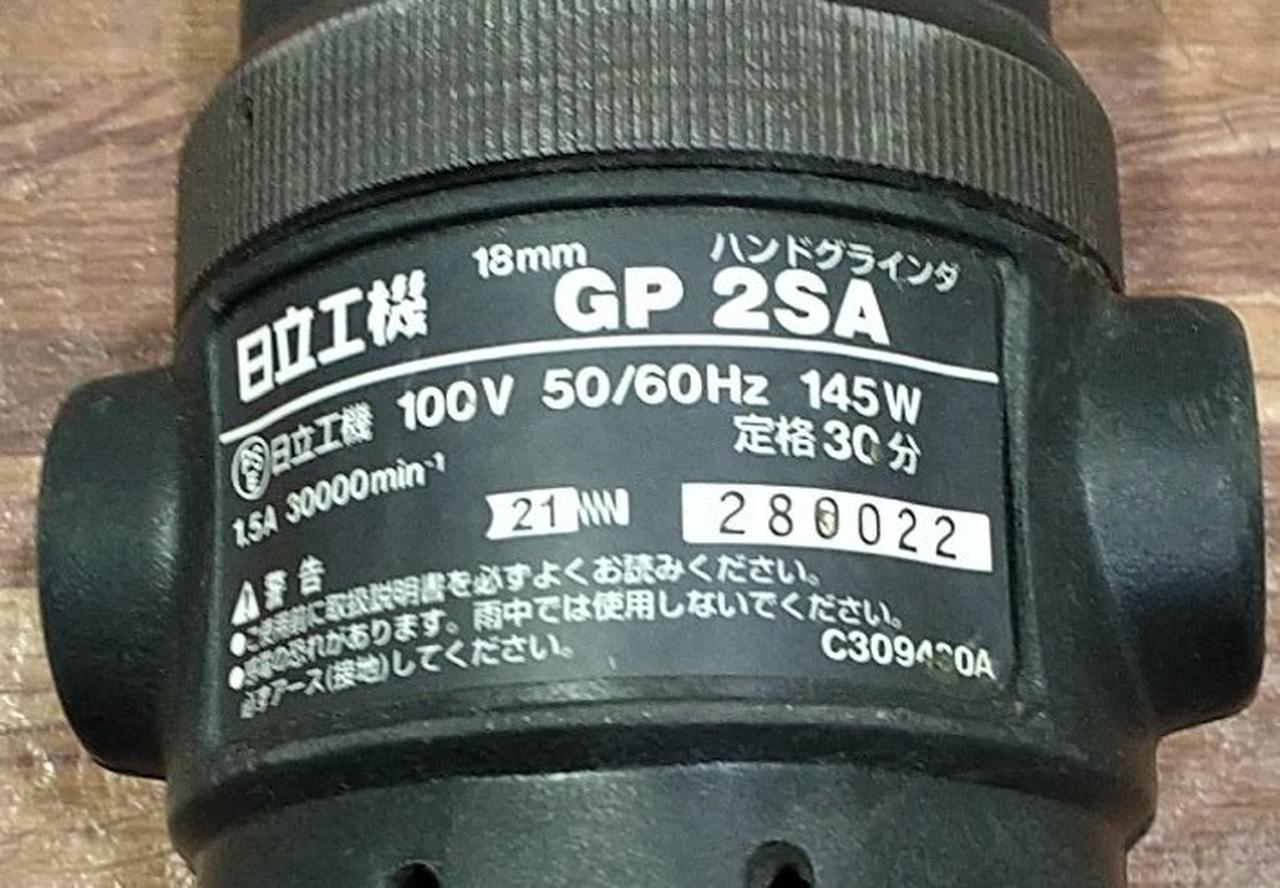 18mm ハンドグラインダ
日立工機 GP 2SA
日立工機 100V 50/60Hz 145W
1.5A 30000min⁻¹ 定格30分
21 280022
警告
●ご使用前に取扱説明書を必ずよくお読みください。
●感電の恐れがあります。雨中では使用しないでください。
必ずアース(接地)してください。